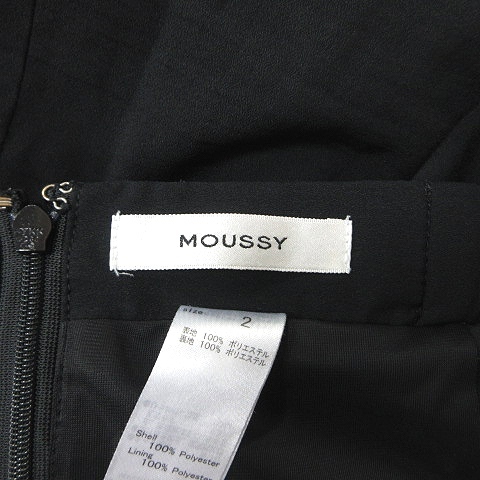 MOUSSY
size. 2
表地 100% ポリエステル
裏地 100% ポリエステル
Shell
100% Polyester
Lining
100% Polyester